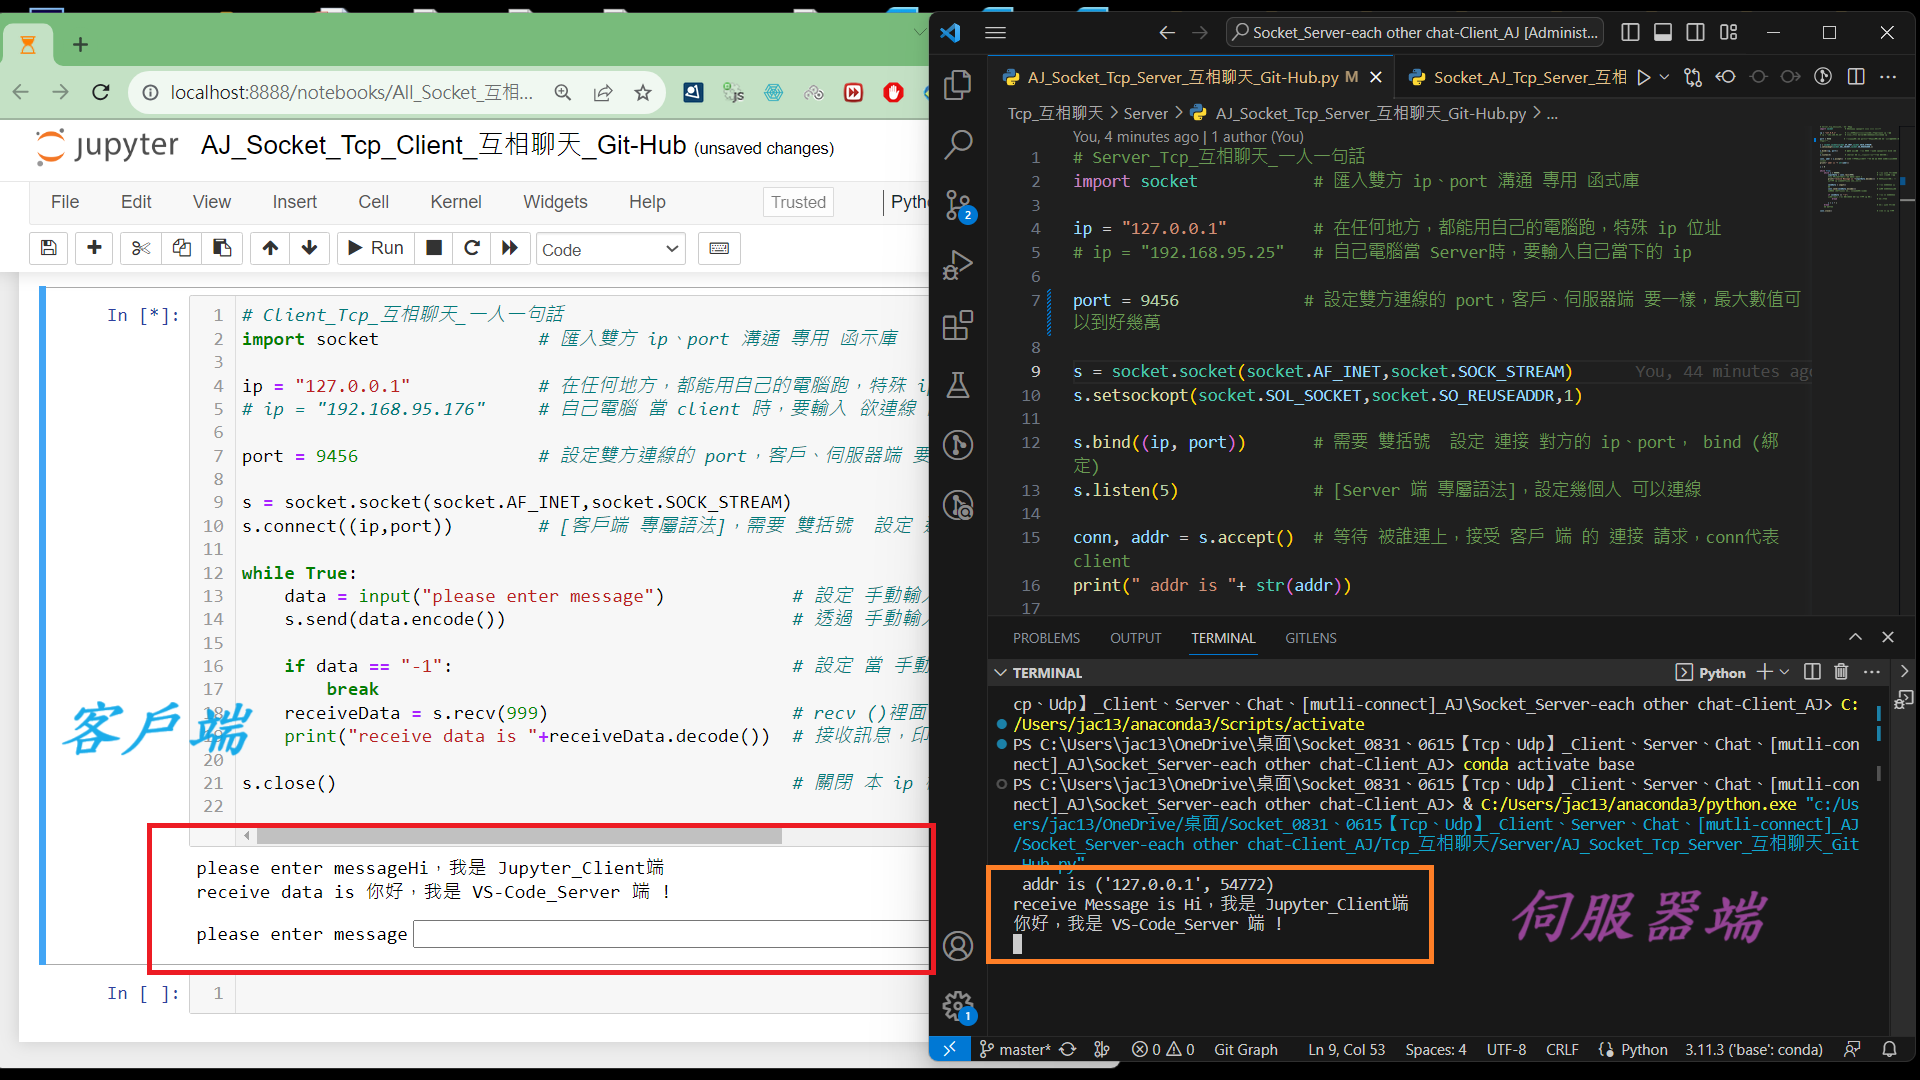 localhost:8888/notebooks/All_Socket_互相...
jupyter AJ_Socket_Tcp_Client_互相聊天_Git-Hub (unsaved changes)
File Edit View Insert Cell Kernel Widgets Help Trusted Pyth
Run Code
In [*]:
1 # Client_Tcp_互相聊天_一人一句話
2 import socket # 匯入雙方 ip、port 溝通 專用 函示庫
3
4 ip = "127.0.0.1" # 在任何地方，都能用自己的電腦跑，特殊 i
5 # ip = "192.168.95.176" # 自己電腦 當 client 時，要輸入 欲連線
6
7 port = 9456 # 設定雙方連線的 port，客戶、伺服器端 要
8
9 s = socket.socket(socket.AF_INET,socket.SOCK_STREAM)
10 s.connect((ip,port)) # [客戶端 專屬語法]，需要 雙括號 設定
11
12 while True:
13 data = input("please enter message") # 設定 手動輸入
14 s.send(data.encode()) # 透過 手動輸入
15
16 if data == "-1": # 設定 當 手動
17 break
18 receiveData = s.recv(999) # recv ()裡面
19 print("receive data is "+receiveData.decode()) # 接收訊息，印
20
21 s.close() # 關閉 本 ip
22
客戶端
please enter messageHi，我是 Jupyter_Client端
receive data is 你好，我是 VS-Code_Server 端 !
please enter message
In [ ]: 1
Socket_Server-each other chat-Client_AJ [Administ...
AJ_Socket_Tcp_Server_互相聊天_Git-Hub.py M Socket_AJ_Tcp_Server_互相
Tcp_互相聊天 > Server > AJ_Socket_Tcp_Server_互相聊天_Git-Hub.py > ...
You, 4 minutes ago | 1 author (You)
1 # Server_Tcp_互相聊天_一人一句話
2 import socket # 匯入雙方 ip、port 溝通 專用 函式庫
3
4 ip = "127.0.0.1" # 在任何地方，都能用自己的電腦跑，特殊 ip 位址
5 # ip = "192.168.95.25" # 自己電腦當 Server時，要輸入自己當下的 ip
6
7 port = 9456 # 設定雙方連線的 port，客戶、伺服器端 要一樣，最大數值可
以到好幾萬
8
9 s = socket.socket(socket.AF_INET,socket.SOCK_STREAM) You, 44 minutes ago
10 s.setsockopt(socket.SOL_SOCKET,socket.SO_REUSEADDR,1)
11
12 s.bind((ip, port)) # 需要 雙括號 設定 連接 對方的 ip、port， bind (綁
定)
13 s.listen(5) # [Server 端 專屬語法]，設定幾個人 可以連線
14
15 conn, addr = s.accept() # 等待 被誰連上，接受 客戶 端 的 連接 請求，conn代表
client
16 print(" addr is "+ str(addr))
17
2
PROBLEMS OUTPUT TERMINAL GITLENS
TERMINAL Python
cp、Udp】_Client、Server、Chat、[mutli-connect]_AJ\Socket_Server-each other chat-Client_AJ> C:
/Users/jac13/anaconda3/Scripts/activate
PS C:\Users\jac13\OneDrive\桌面\Socket_0831、0615【Tcp、Udp】_Client、Server、Chat、[mutli-con
nect]_AJ\Socket_Server-each other chat-Client_AJ> conda activate base
PS C:\Users\jac13\OneDrive\桌面\Socket_0831、0615【Tcp、Udp】_Client、Server、Chat、[mutli-con
nect]_AJ\Socket_Server-each other chat-Client_AJ> & C:/Users/jac13/anaconda3/python.exe "c:/Us
ers/jac13/OneDrive/桌面/Socket_0831、0615【Tcp、Udp】_Client、Server、Chat、[mutli-connect]_AJ
/Socket_Server-each other chat-Client_AJ/Tcp_互相聊天/Server/AJ_Socket_Tcp_Server_互相聊天_Git
-Hub.py"
addr is ('127.0.0.1', 54772)
receive Message is Hi，我是 Jupyter_Client端
你好，我是 VS-Code_Server 端 !
伺服器端
1
master* 0 0 Git Graph Ln 9, Col 53 Spaces: 4 UTF-8 CRLF Python 3.11.3 ('base': conda)